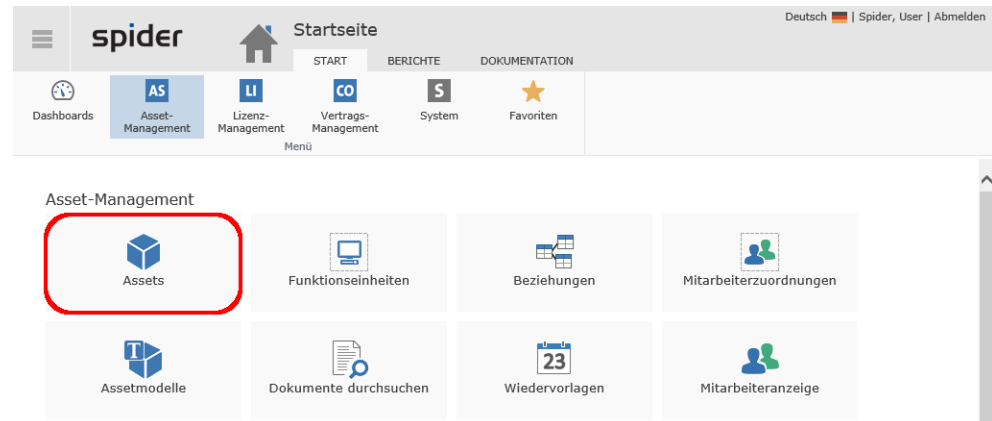 Deutsch | Spider, User | Abmelden
spider
Startseite
START BERICHTE DOKUMENTATION
AS LI CO S
Dashboards Asset- Lizenz- Vertrags- System Favoriten
Management Management Management
Menü
Asset-Management
Assets Funktionseinheiten Beziehungen Mitarbeiterzuordnungen
T 23
Assetmodelle Dokumente durchsuchen Wiedervorlagen Mitarbeiteranzeige